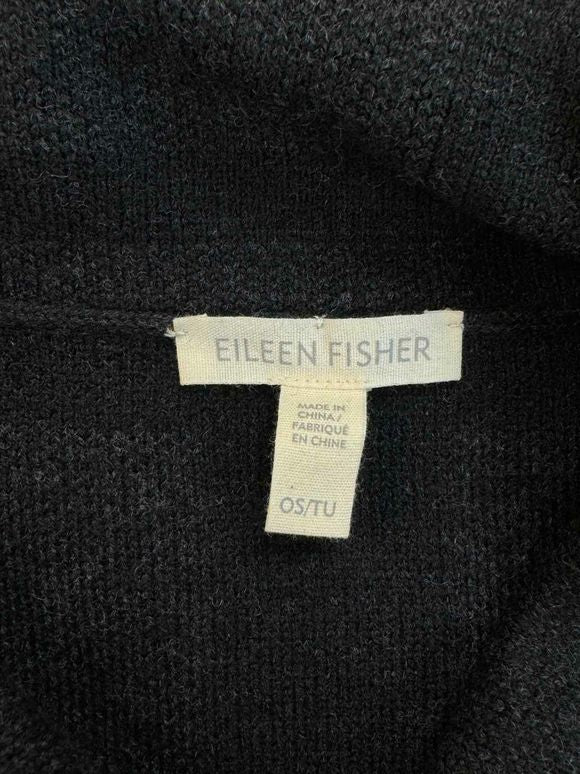 EILEEN FISHER
MADE IN
CHINA/
FABRIQUÉ
EN CHINE
OS/TU